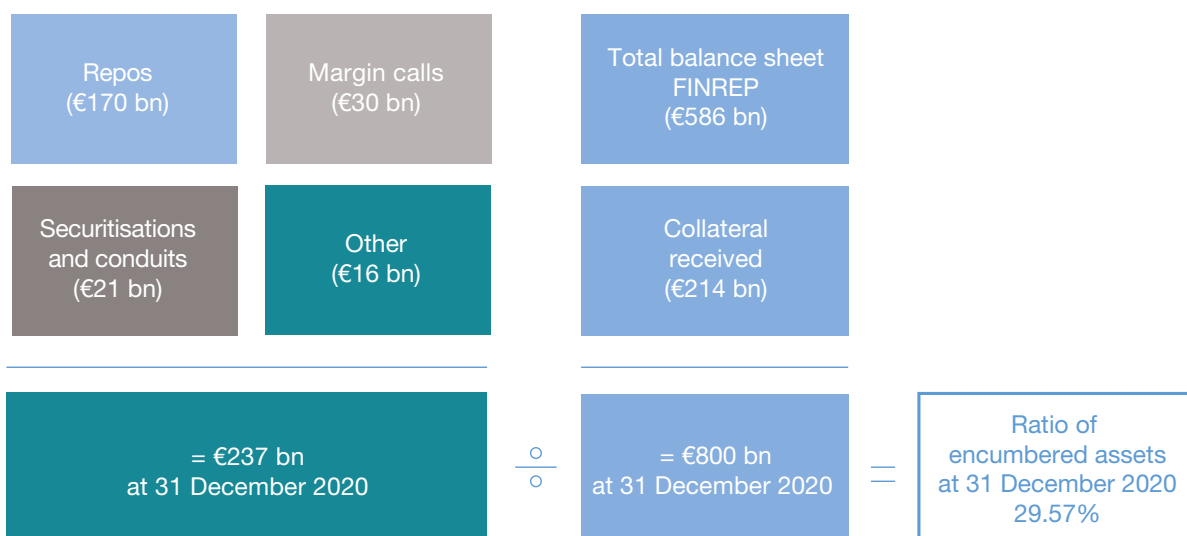 Repos
(€170 bn)
Margin calls
(€30 bn)
Total balance sheet
FINREP
(€586 bn)
Securitisations
and conduits
(€21 bn)
Other
(€16 bn)
Collateral
received
(€214 bn)
= €237 bn
at 31 December 2020
= €800 bn
at 31 December 2020
=
Ratio of
encumbered assets
at 31 December 2020
29.57%